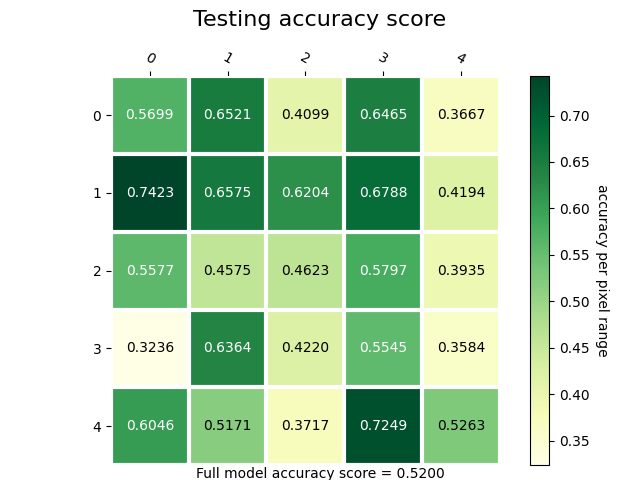 Testing accuracy score
0 1 2 3 4
0 0.5699 0.6521 0.4099 0.6465 0.3667
1 0.7423 0.6575 0.6204 0.6788 0.4194
2 0.5577 0.4575 0.4623 0.5797 0.3935
3 0.3236 0.6364 0.4220 0.5545 0.3584
4 0.6046 0.5171 0.3717 0.7249 0.5263
Full model accuracy score = 0.5200
0.70
0.65
0.60
0.55
0.50
0.45
0.40
0.35
accuracy per pixel range